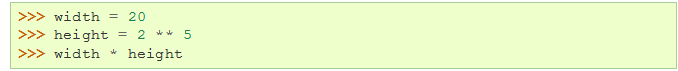 >>> width = 20
>>> height = 2 ** 5
>>> width * height